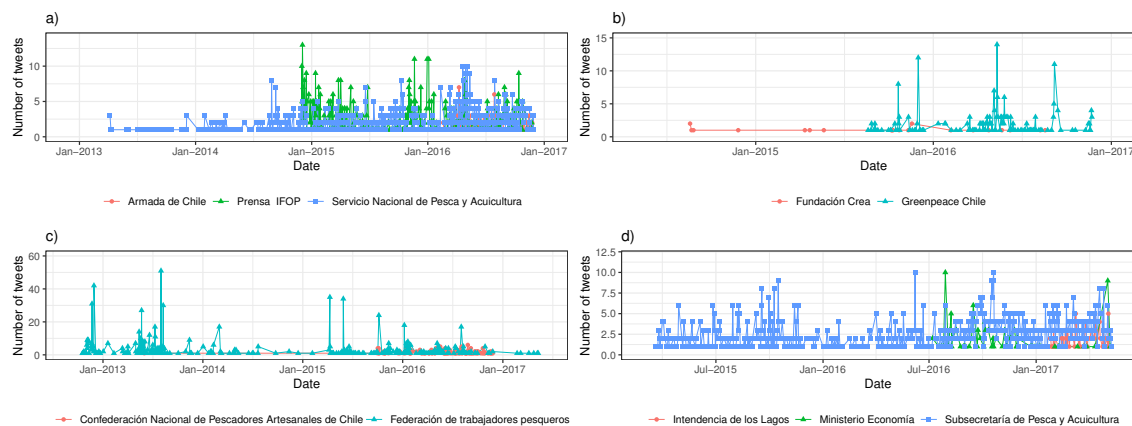 a)
Number of tweets
10
5
0
Jan−2013 Jan−2014 Jan−2015 Jan−2016 Jan−2017
Date
Armada de Chile Prensa IFOP Servicio Nacional de Pesca y Acuicultura
b)
Number of tweets
15
10
5
0
Jan−2015 Jan−2016 Jan−2017
Date
Fundación Crea Greenpeace Chile
c)
Number of tweets
60
40
20
0
Jan−2013 Jan−2014 Jan−2015 Jan−2016 Jan−2017
Date
Confederación Nacional de Pescadores Artesanales de Chile Federación de trabajadores pesqueros
d)
Number of tweets
12.5
10.0
7.5
5.0
2.5
0.0
Jul−2015 Jan−2016 Jul−2016 Jan−2017
Date
Intendencia de los Lagos Ministerio Economía Subsecretaría de Pesca y Acuicultura